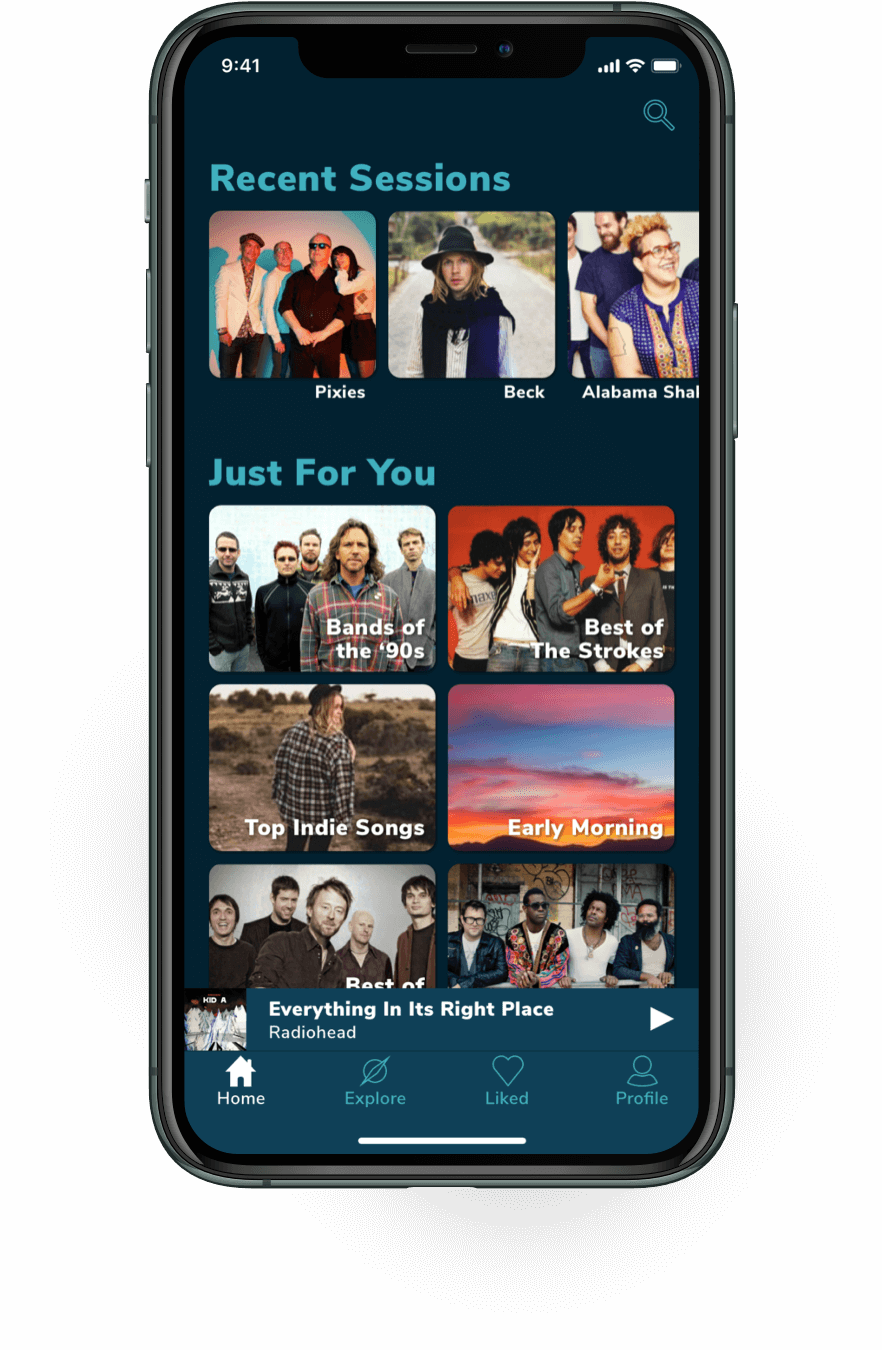 9:41
Recent Sessions
Pixies
Beck
Alabama Shal
Just For You
Bands of
the ‘90s
Best of
The Strokes
Top Indie Songs
Early Morning
Best of
KID A
Everything In Its Right Place
Radiohead
Home
Explore
Liked
Profile